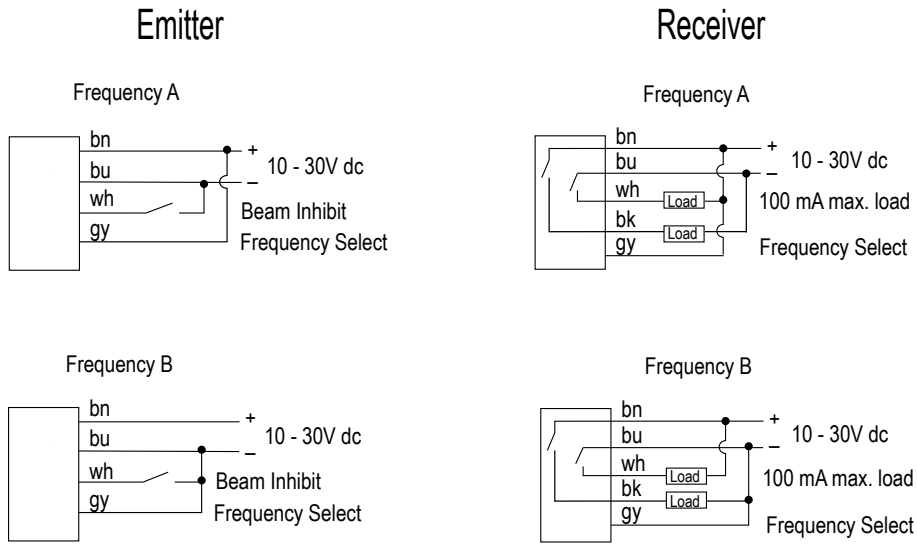 Emitter
Frequency A
bn
+
10 - 30V dc
bu
–
wh
Beam Inhibit
gy
Frequency Select
Frequency B
bn
+
10 - 30V dc
bu
–
wh
Beam Inhibit
gy
Frequency Select
Receiver
Frequency A
bn
+
10 - 30V dc
bu
–
wh
Load
100 mA max. load
bk
Load
gy
Frequency Select
Frequency B
bn
+
10 - 30V dc
bu
–
wh
Load
100 mA max. load
bk
Load
gy
Frequency Select